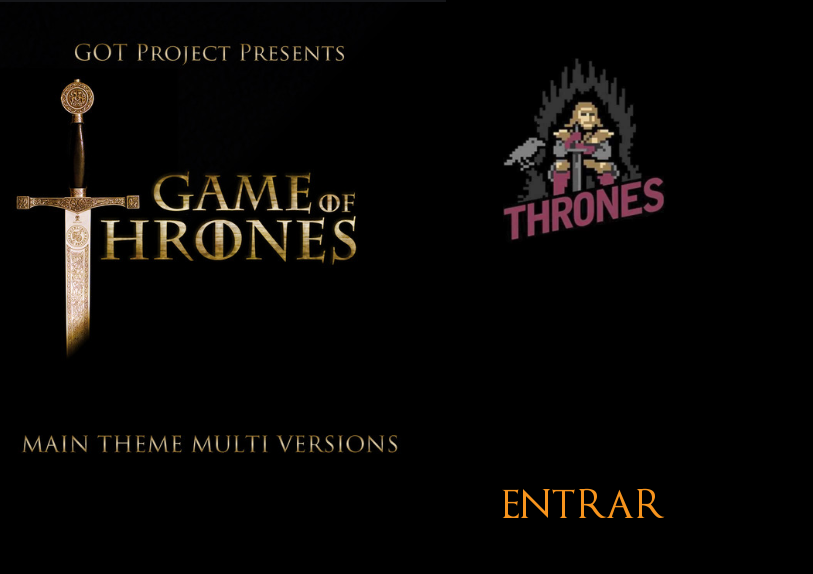 GOT Project Presents
GAME OF
THRONES
MAIN THEME MULTI VERSIONS
THRONES
ENTRAR